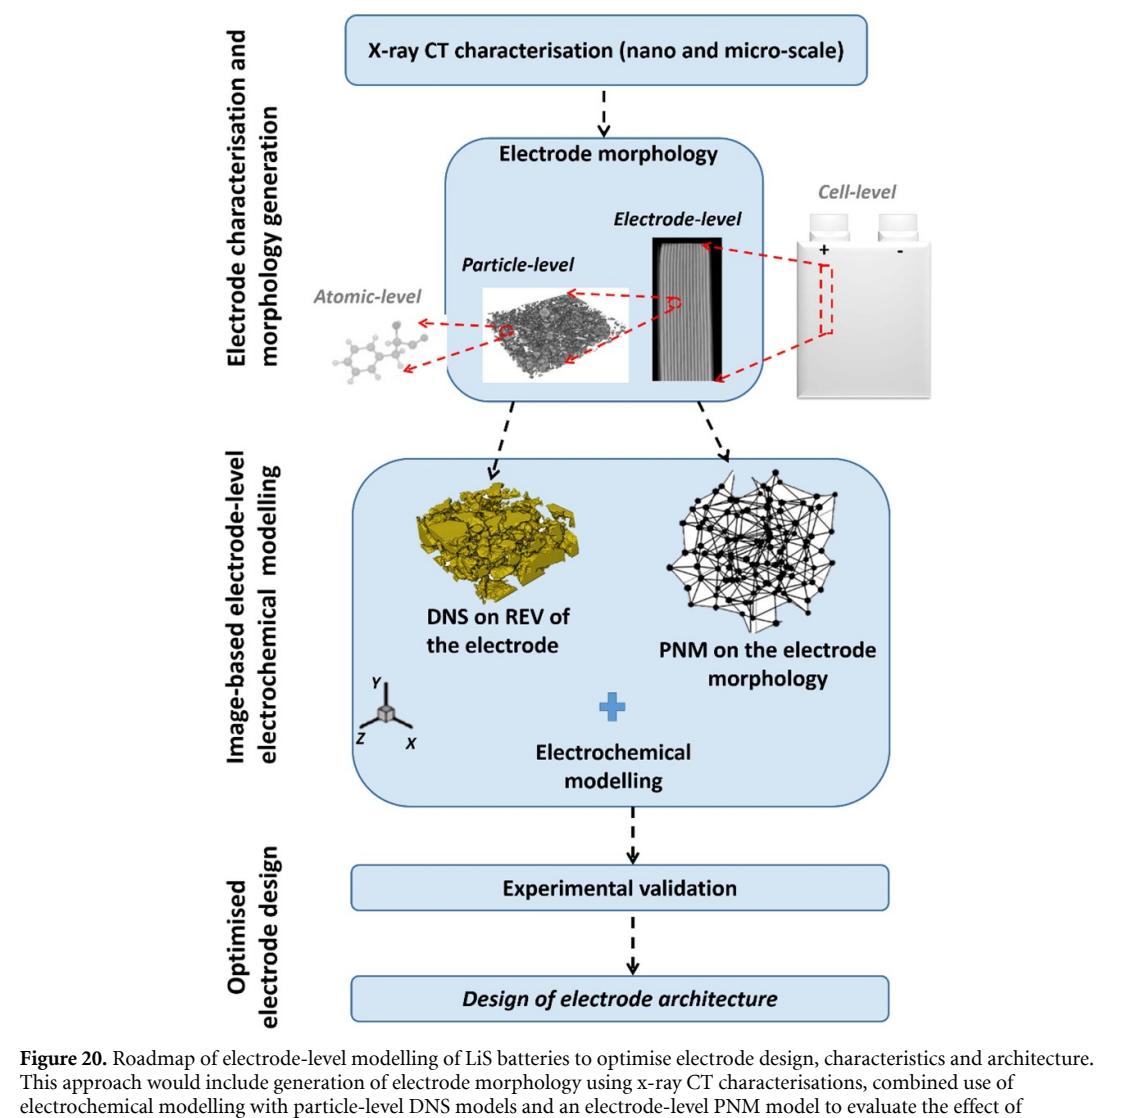 Electrode characterisation and
morphology generation
X-ray CT characterisation (nano and micro-scale)
Electrode morphology
Cell-level
Electrode-level
Particle-level
Atomic-level
+
-
Image-based electrode-level
electrochemical modelling
DNS on REV of
the electrode
PNM on the electrode
morphology
Y
Z
X
Electrochemical
modelling
Optimised
electrode design
Experimental validation
Design of electrode architecture
Figure 20. Roadmap of electrode-level modelling of LiS batteries to optimise electrode design, characteristics and architecture.
This approach would include generation of electrode morphology using x-ray CT characterisations, combined use of
electrochemical modelling with particle-level DNS models and an electrode-level PNM model to evaluate the effect of